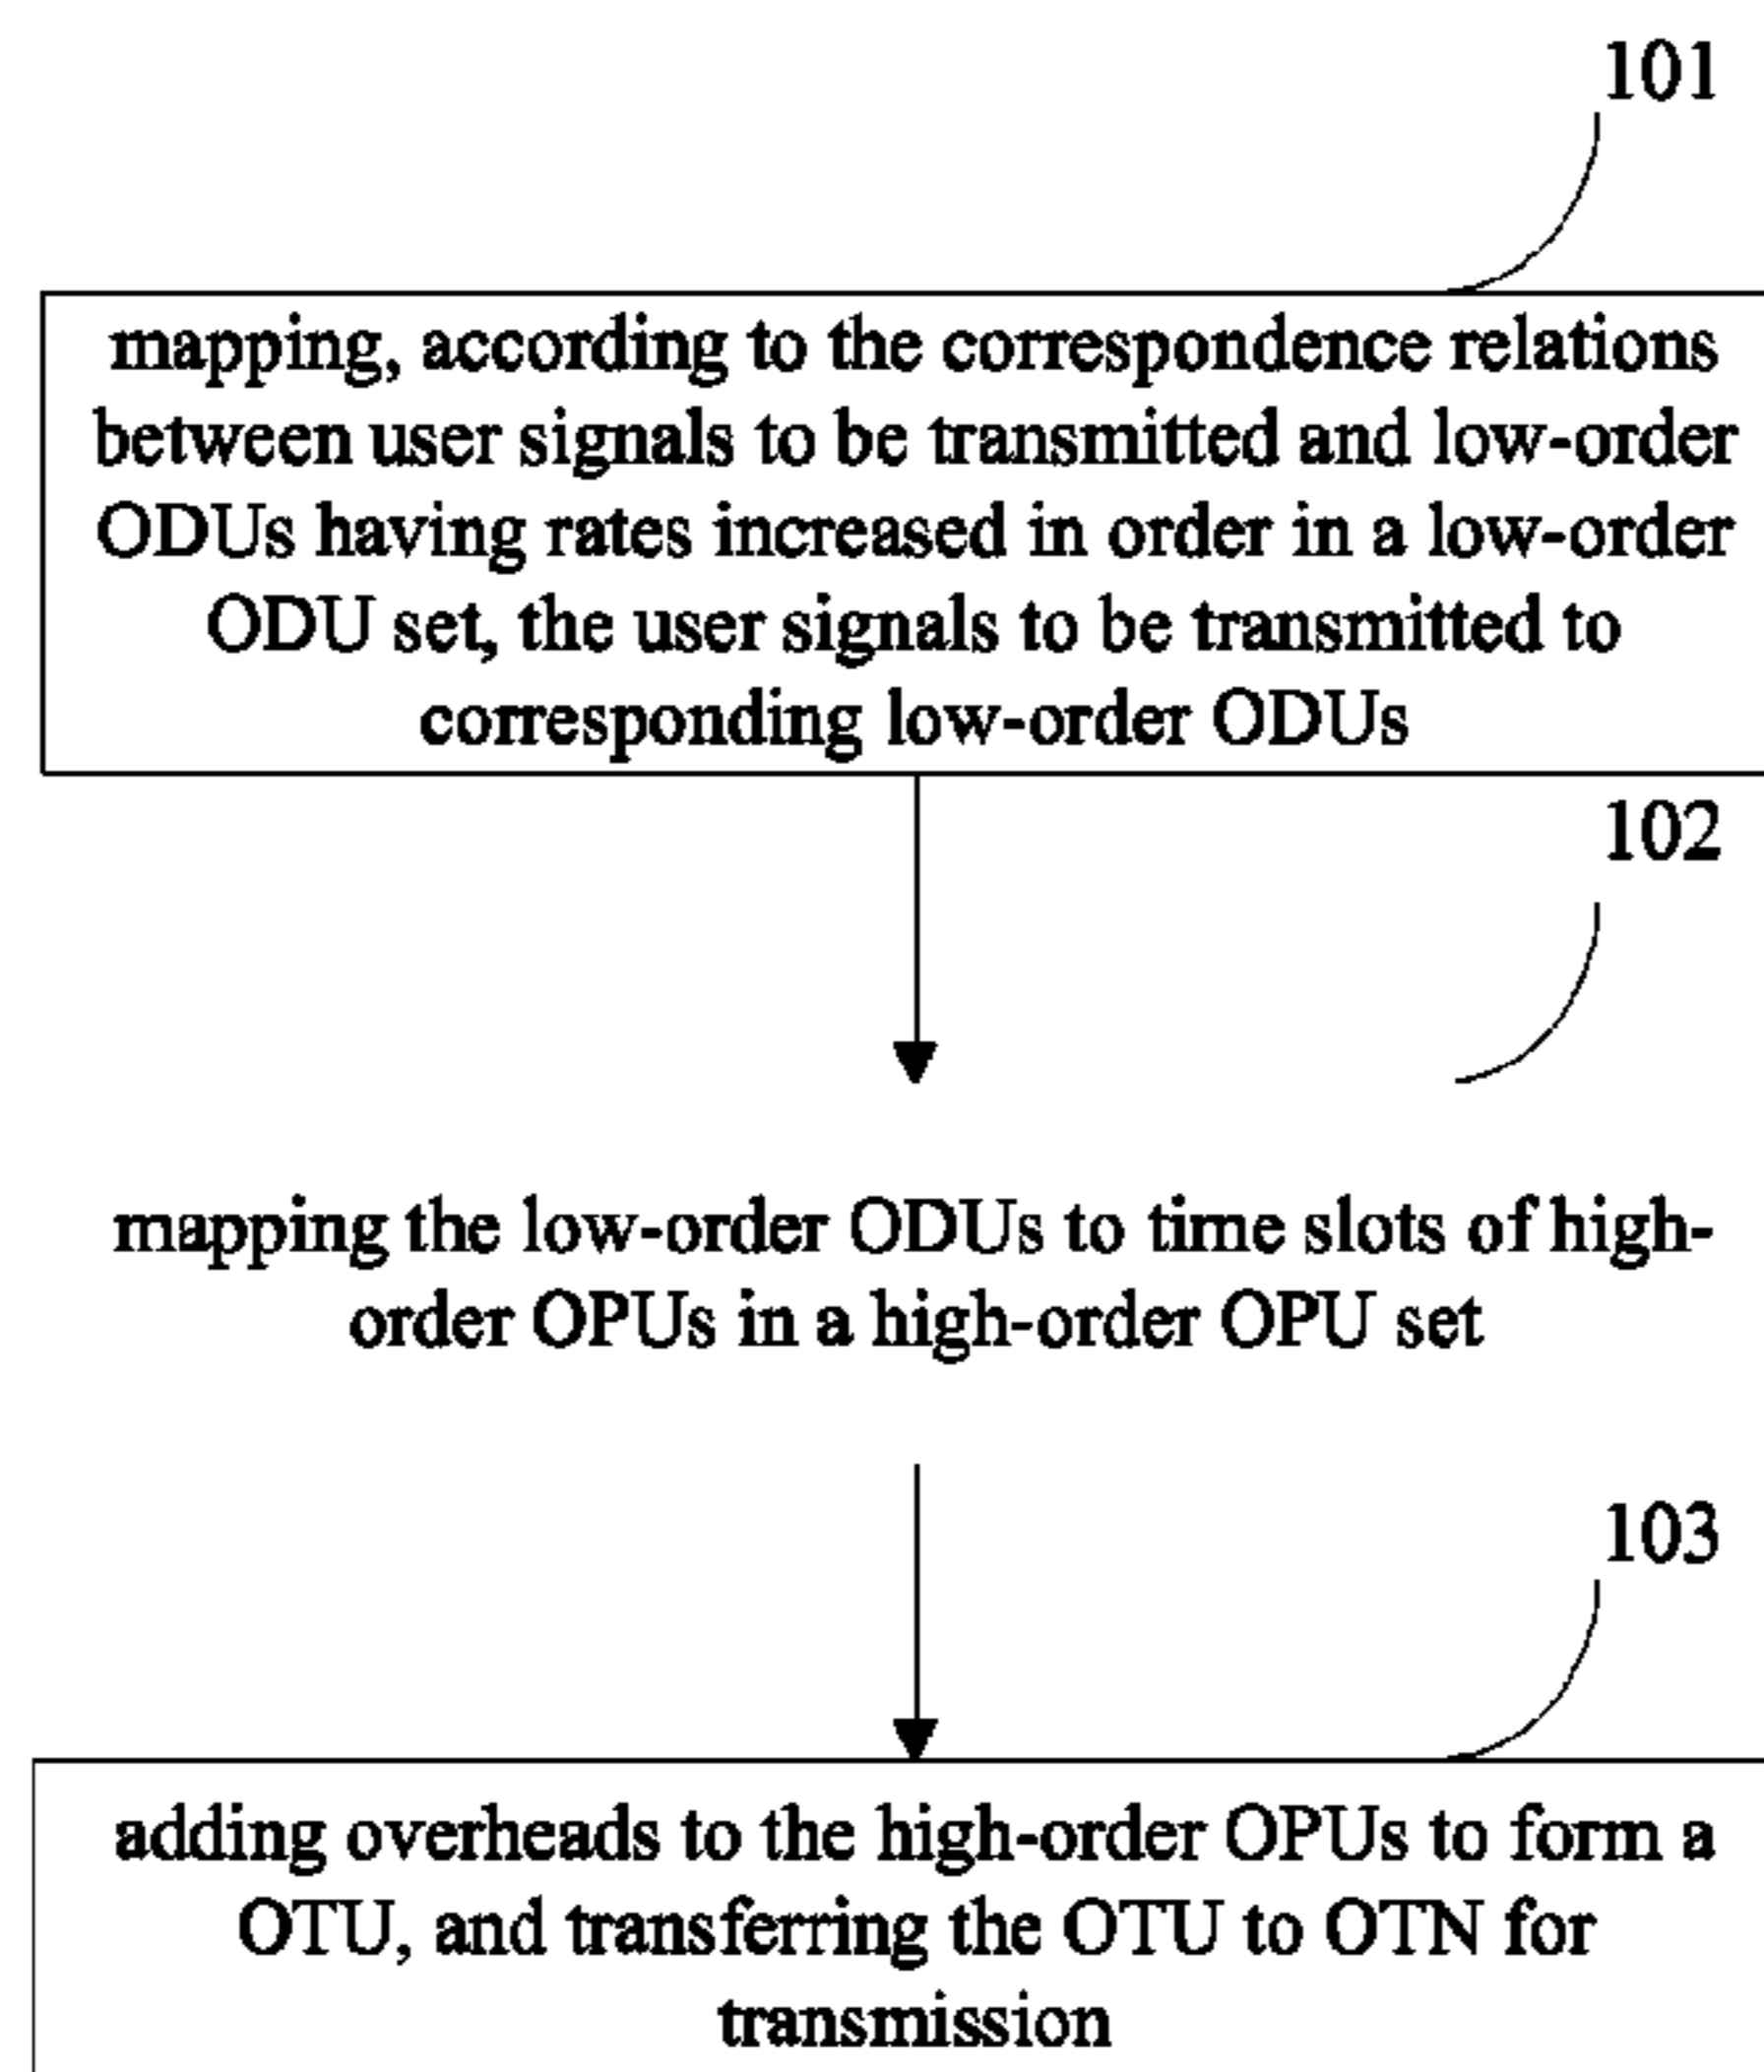 101
mapping, according to the correspondence relations
between user signals to be transmitted and low-order
ODUs having rates increased in order in a low-order
ODU set, the user signals to be transmitted to
corresponding low-order ODUs
102
mapping the low-order ODUs to time slots of high-
order OPUs in a high-order OPU set
103
adding overheads to the high-order OPUs to form a
OTU, and transferring the OTU to OTN for
transmission